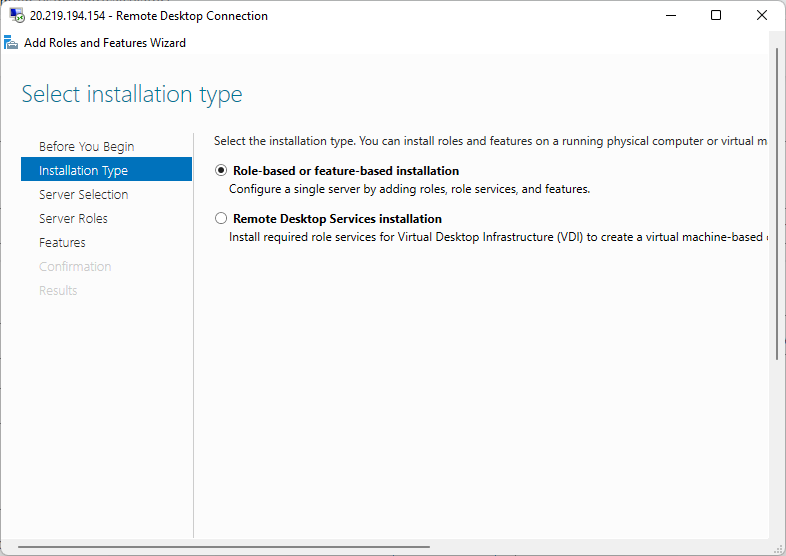 20.219.194.154 - Remote Desktop Connection
Add Roles and Features Wizard
Select installation type
Before You Begin
Installation Type
Server Selection
Server Roles
Features
Confirmation
Results
Select the installation type. You can install roles and features on a running physical computer or virtual m
Role-based or feature-based installation
Configure a single server by adding roles, role services, and features.
Remote Desktop Services installation
Install required role services for Virtual Desktop Infrastructure (VDI) to create a virtual machine-based